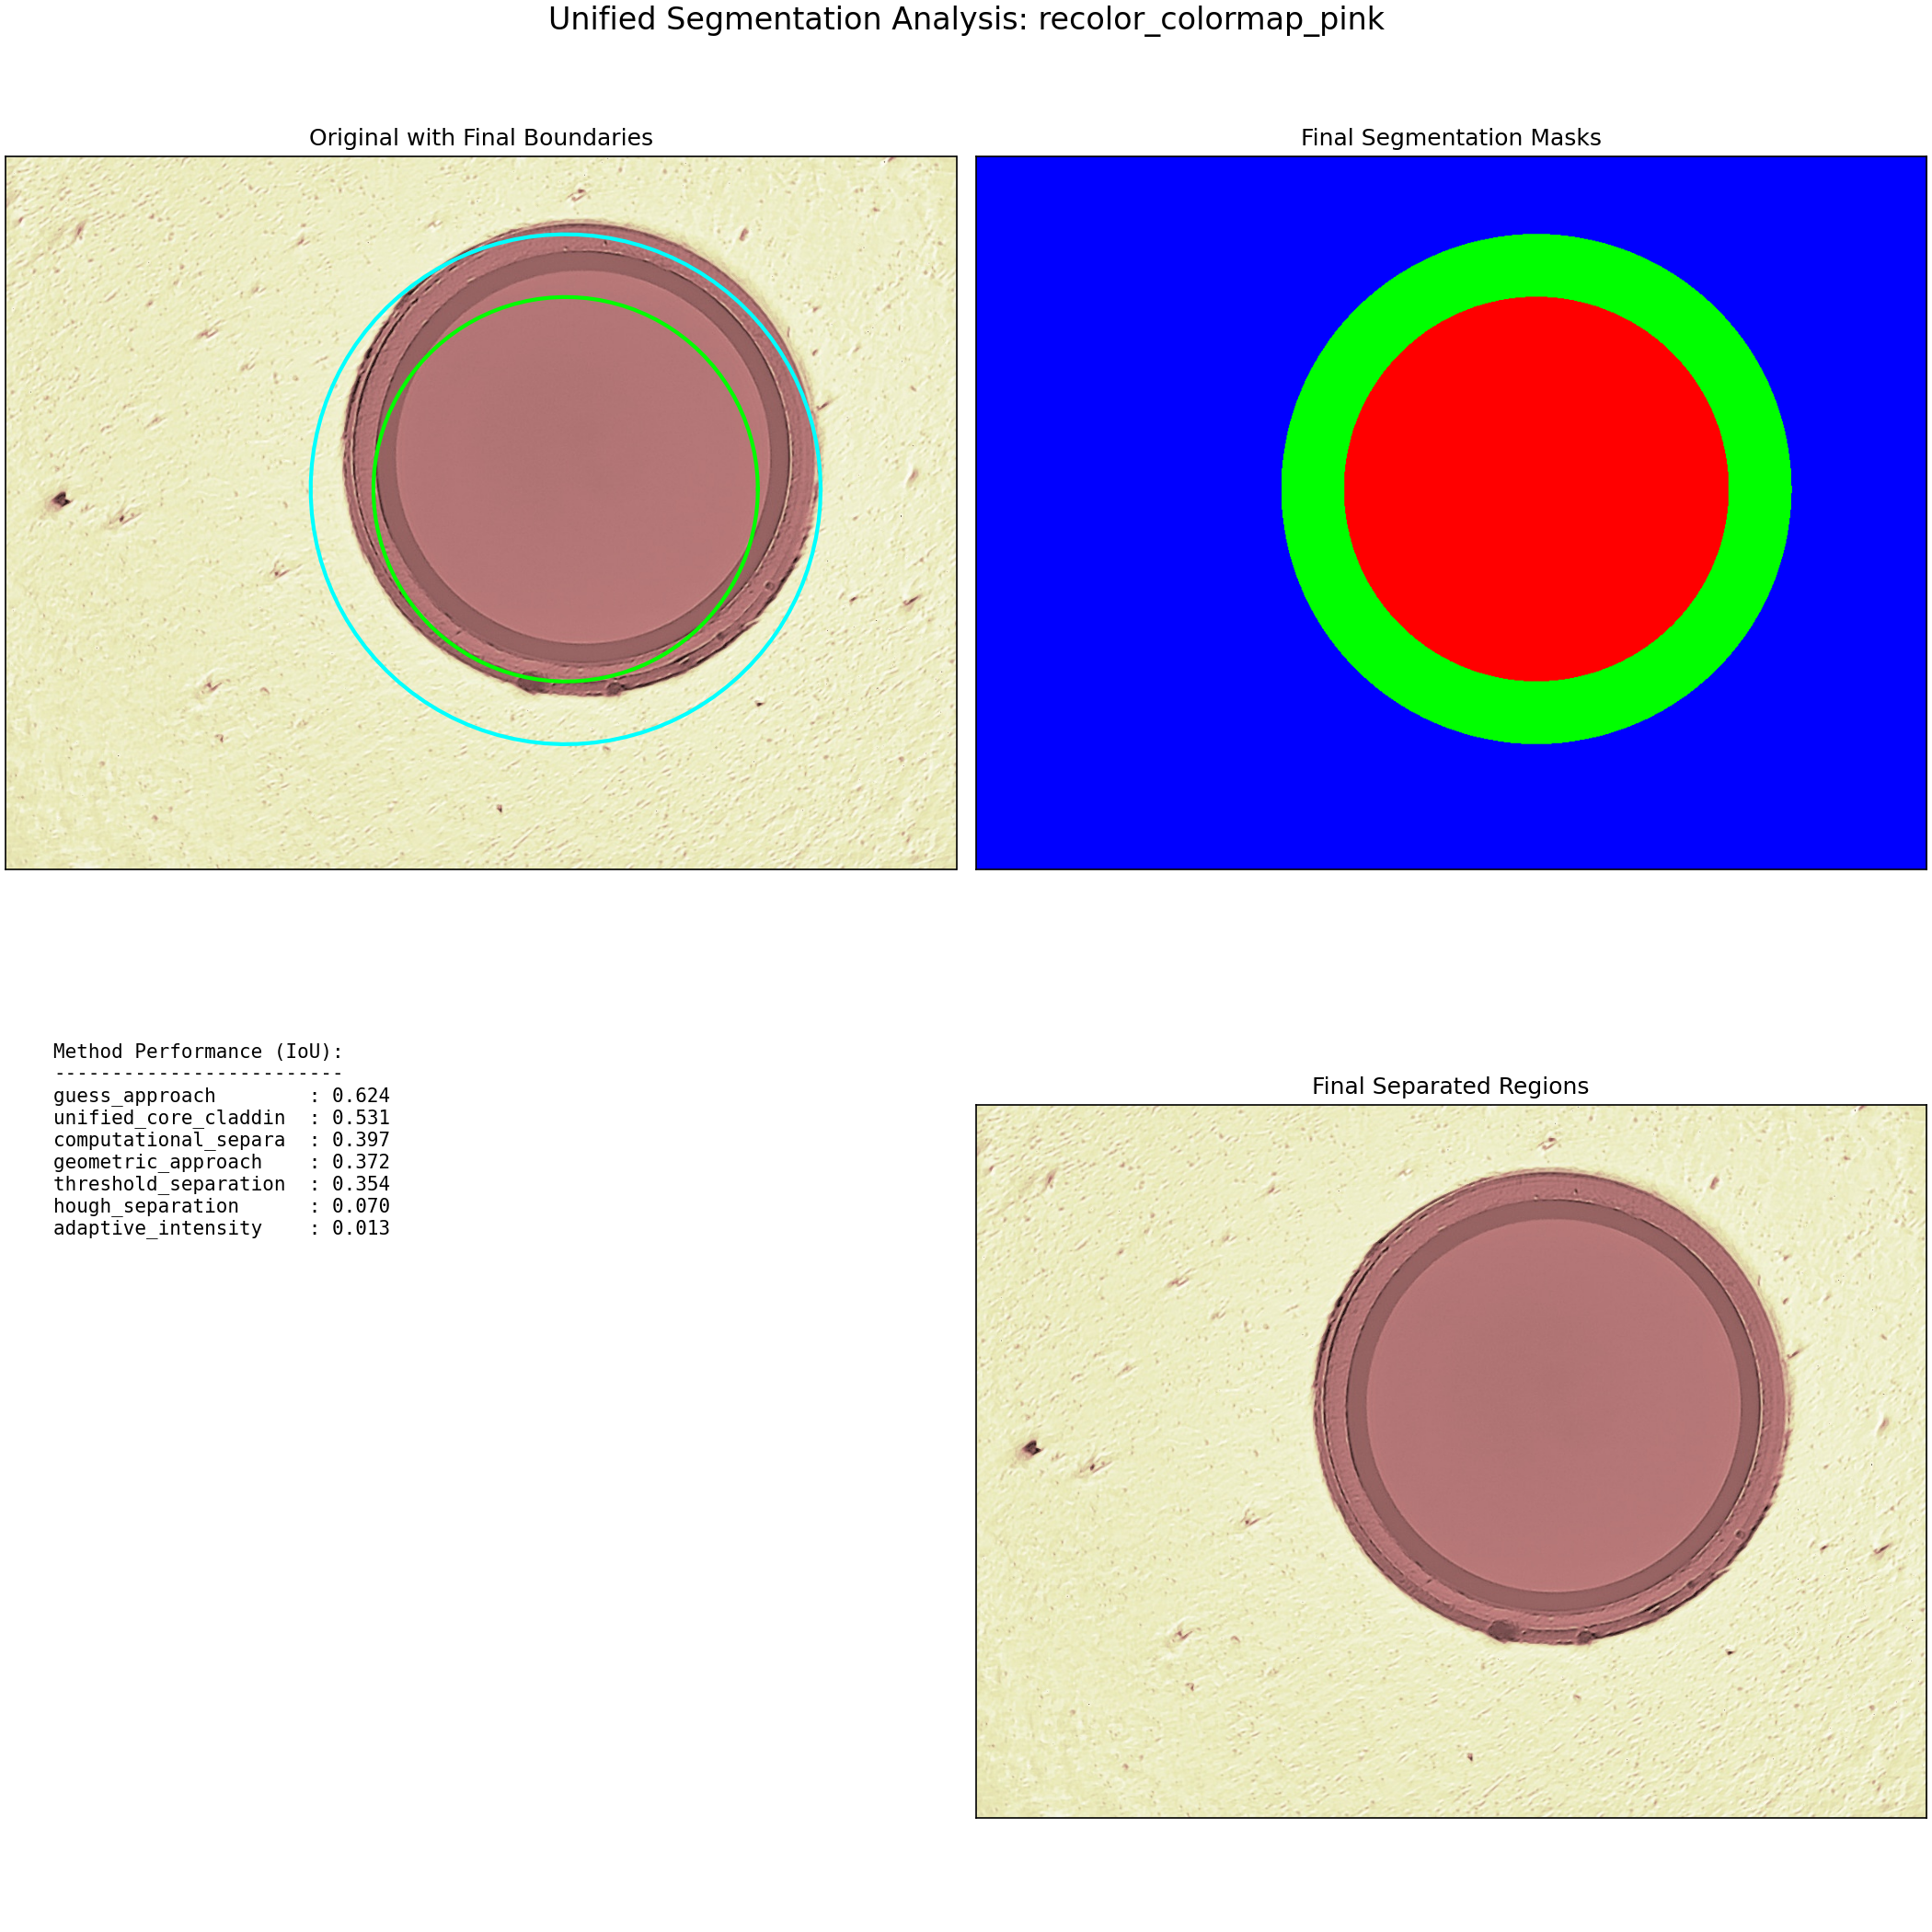 Unified Segmentation Analysis: recolor_colormap_pink
Original with Final Boundaries
Final Segmentation Masks
Method Performance (IoU):
-------------------------
guess_approach        : 0.624
unified_core_claddin  : 0.531
computational_separa  : 0.397
geometric_approach    : 0.372
threshold_separation  : 0.354
hough_separation      : 0.070
adaptive_intensity    : 0.013
Final Separated Regions